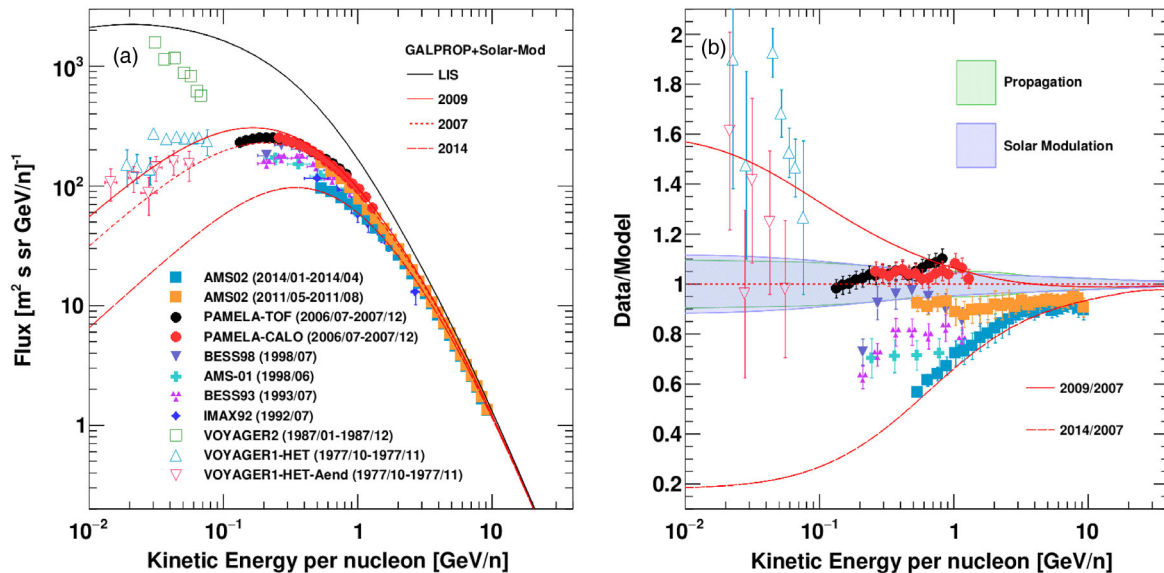 (a)
GALPROP+Solar-Mod
LIS
2009
2007
2014
AMS02 (2014/01-2014/04)
AMS02 (2011/05-2011/08)
PAMELA-TOF (2006/07-2007/12)
PAMELA-CALO (2006/07-2007/12)
BESS98 (1998/07)
AMS-01 (1998/06)
BESS93 (1993/07)
IMAX92 (1992/07)
VOYAGER2 (1987/01-1987/12)
VOYAGER1-HET (1977/10-1977/11)
VOYAGER1-HET-Aend (1977/10-1977/11)
Flux [m² s sr GeV/n]⁻¹
10³
10²
10
1
10⁻²
10⁻¹
1
10
Kinetic Energy per nucleon [GeV/n]
(b)
Propagation
Solar Modulation
2009/2007
2014/2007
Data/Model
2
1.8
1.6
1.4
1.2
1
0.8
0.6
0.4
0.2
10⁻²
10⁻¹
1
10
Kinetic Energy per nucleon [GeV/n]